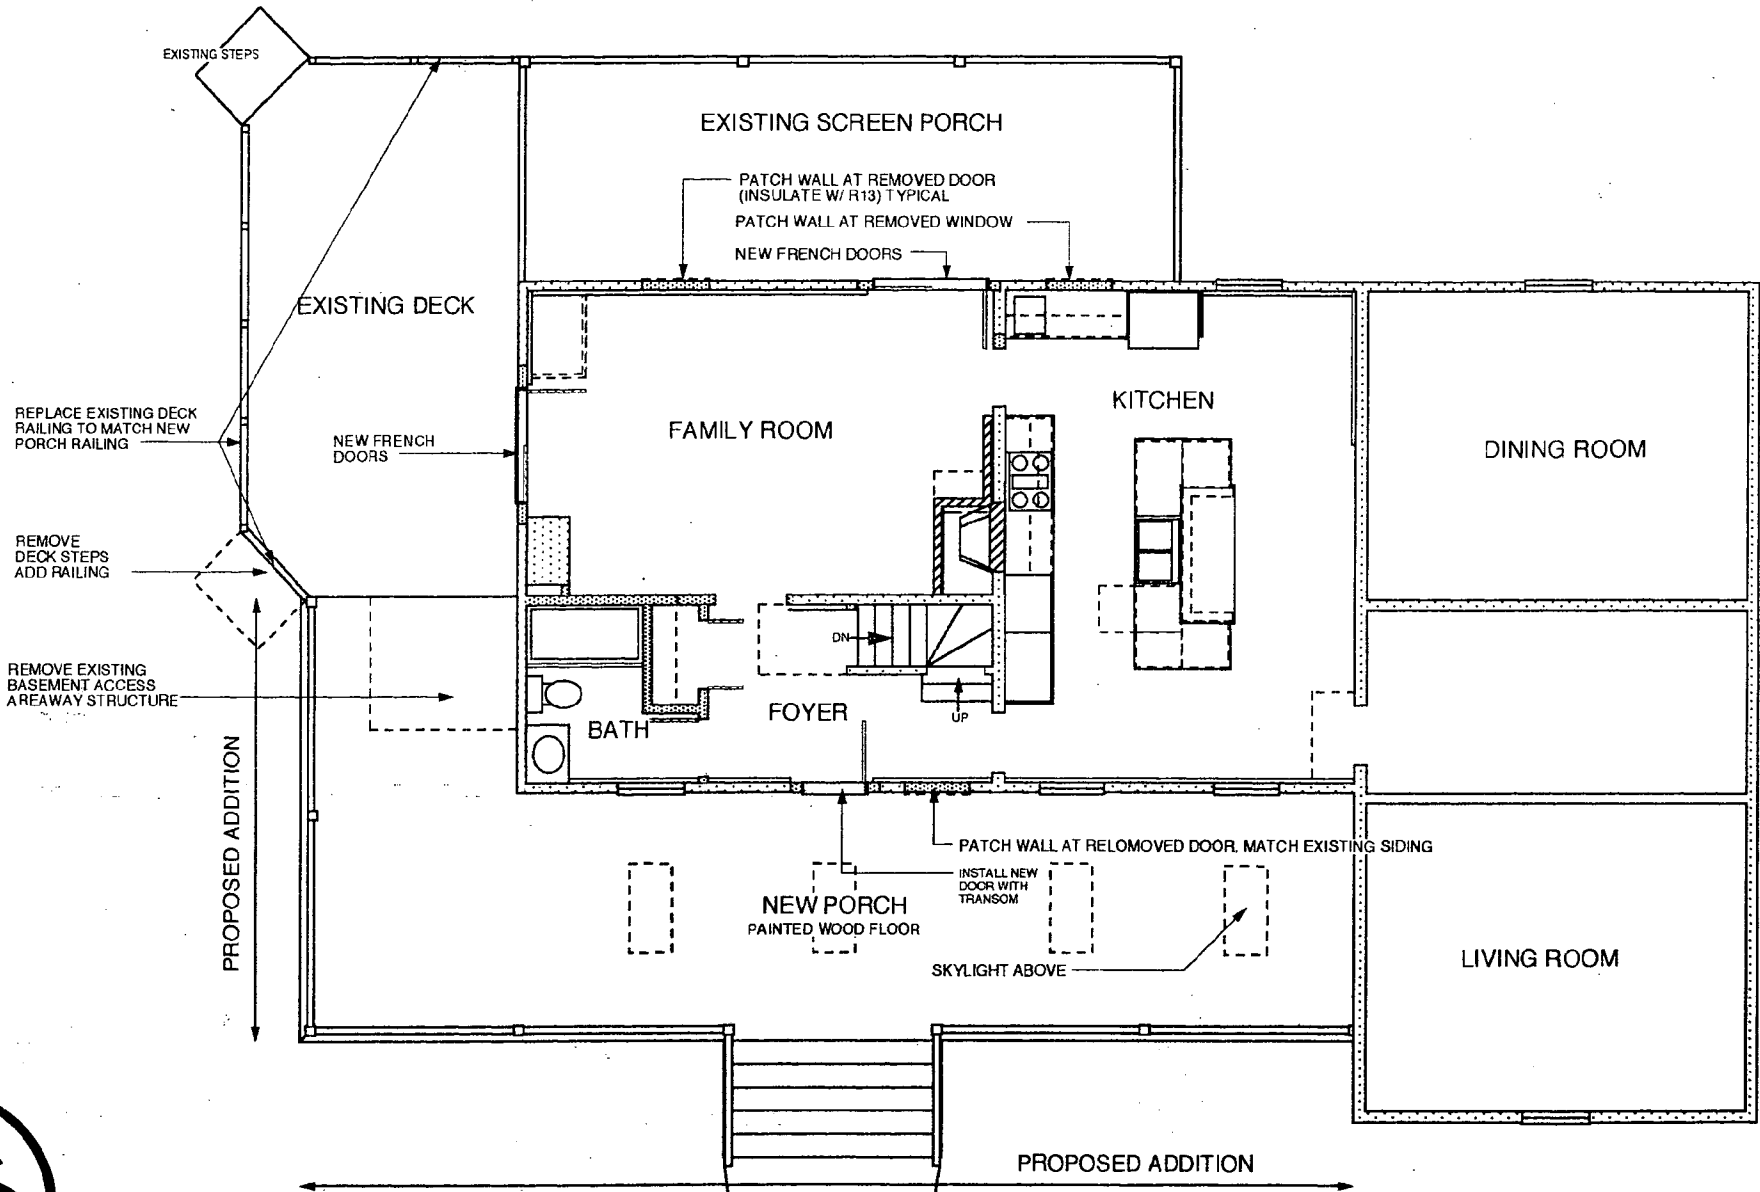 EXISTING STEPS
EXISTING SCREEN PORCH
PATCH WALL AT REMOVED DOOR
(INSULATE W/ R13) TYPICAL
PATCH WALL AT REMOVED WINDOW
NEW FRENCH DOORS
EXISTING DECK
REPLACE EXISTING DECK
RAILING TO MATCH NEW
PORCH RAILING
NEW FRENCH
DOORS
FAMILY ROOM
KITCHEN
DINING ROOM
REMOVE
DECK STEPS
ADD RAILING
DN
REMOVE EXISTING
BASEMENT ACCESS
AREAWAY STRUCTURE
BATH
FOYER
UP
PROPOSED ADDITION
PATCH WALL AT RELOMOVED DOOR, MATCH EXISTING SIDING
INSTALL NEW
DOOR WITH
TRANSOM
NEW PORCH
PAINTED WOOD FLOOR
SKYLIGHT ABOVE
LIVING ROOM
PROPOSED ADDITION